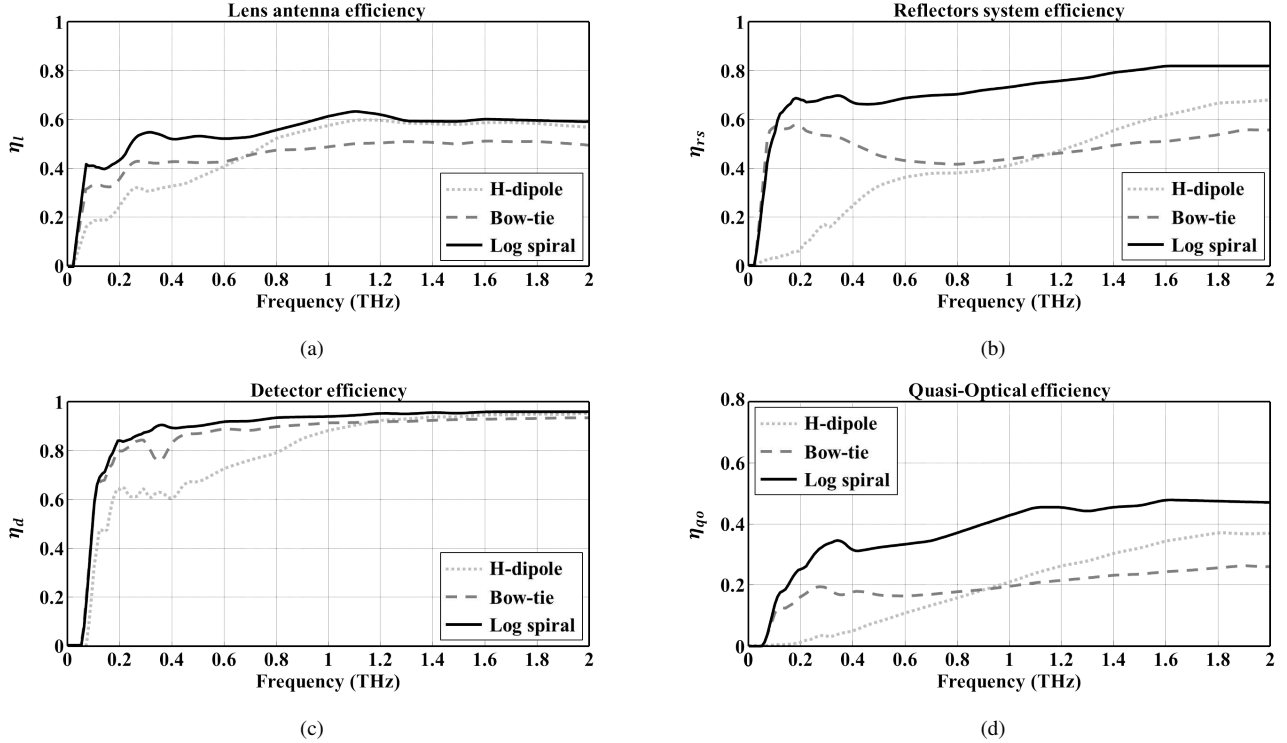 Lens antenna efficiency
1
0.8
0.6
0.4
0.2
0
ηl
H-dipole
Bow-tie
Log spiral
0 0.2 0.4 0.6 0.8 1 1.2 1.4 1.6 1.8 2
Frequency (THz)
(a)
Reflectors system efficiency
1
0.8
0.6
0.4
0.2
0
ηrs
H-dipole
Bow-tie
Log spiral
0 0.2 0.4 0.6 0.8 1 1.2 1.4 1.6 1.8 2
Frequency (THz)
(b)
Detector efficiency
1
0.8
0.6
0.4
0.2
0
ηd
H-dipole
Bow-tie
Log spiral
0 0.2 0.4 0.6 0.8 1 1.2 1.4 1.6 1.8 2
Frequency (THz)
(c)
Quasi-Optical efficiency
0.8
0.6
0.4
0.2
0
ηqo
H-dipole
Bow-tie
Log spiral
0 0.2 0.4 0.6 0.8 1 1.2 1.4 1.6 1.8 2
Frequency (THz)
(d)